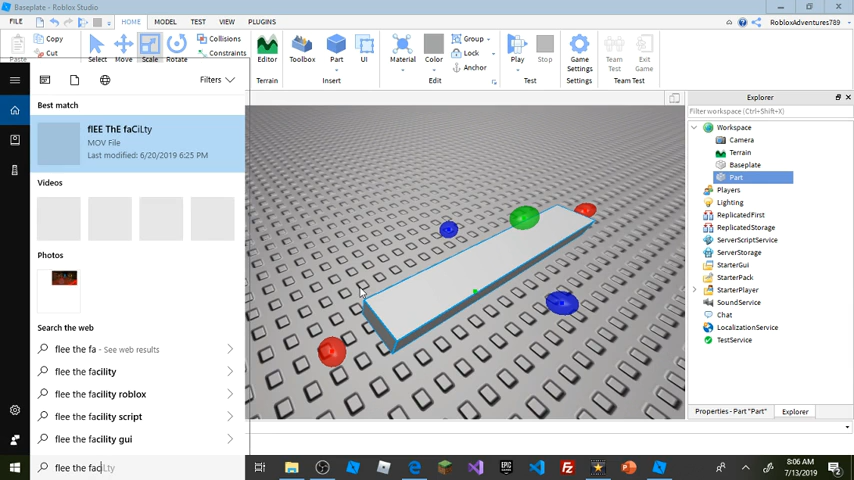 Baseplate - Roblox Studio
FILE HOME MODEL TEST VIEW PLUGINS
RobloxAdventures789
Copy
Cut
Paste
Select Move Scale Rotate
Collisions
Constraints
Editor
Terrain
Toolbox Part UI
Insert
Material Color
Group
Lock
Anchor
Edit
Play Stop
Test
Game Settings
Settings
Team Test
Exit Game
Team Test
Filters
Best match
flEE ThE faCiLty
MOV File
Last modified: 6/20/2019 6:25 PM
Videos
Photos
Search the web
flee the fa - See web results
flee the facility
flee the facility roblox
flee the facility script
flee the facility gui
flee the faciLty
Explorer
Filter workspace (Ctrl+Shift+X)
Workspace
Camera
Terrain
Baseplate
Part
Players
Lighting
ReplicatedFirst
ReplicatedStorage
ServerScriptService
ServerStorage
StarterGui
StarterPack
StarterPlayer
SoundService
Chat
LocalizationService
TestService
Properties - Part "Part" Explorer
EPIC
8:06 AM
7/13/2019